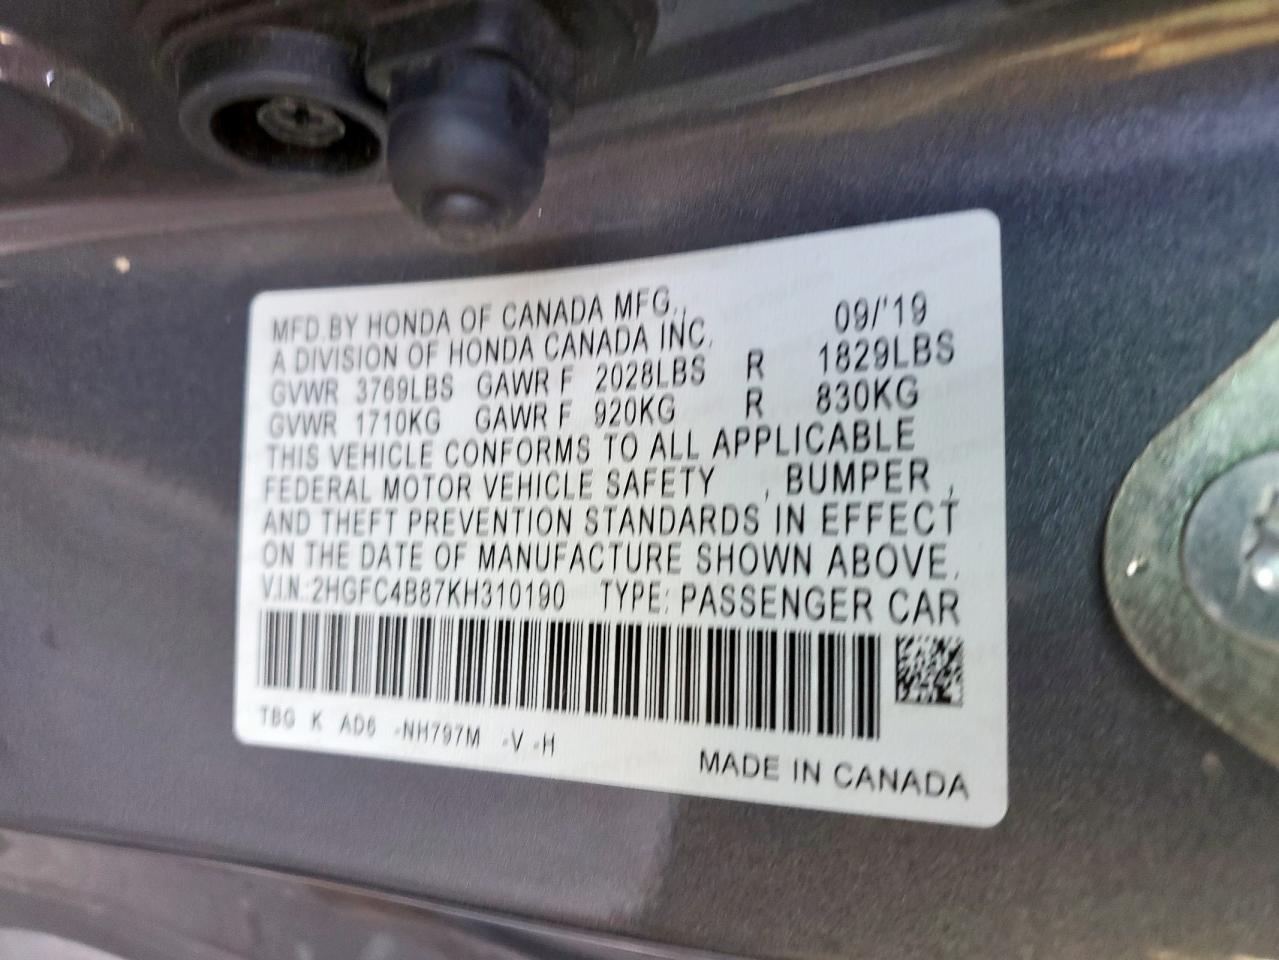 MFD.BY HONDA OF CANADA MFG., 09/'19
A DIVISION OF HONDA CANADA INC.
GVWR 3769LBS GAWR F 2028LBS R 1829LBS
GVWR 1710KG GAWR F 920KG R 830KG
THIS VEHICLE CONFORMS TO ALL APPLICABLE
FEDERAL MOTOR VEHICLE SAFETY , BUMPER ,
AND THEFT PREVENTION STANDARDS IN EFFECT
ON THE DATE OF MANUFACTURE SHOWN ABOVE.
V.I.N.:2HGFC4B87KH310190 TYPE: PASSENGER CAR
TBG K AD6 -NH797M -V -H
MADE IN CANADA